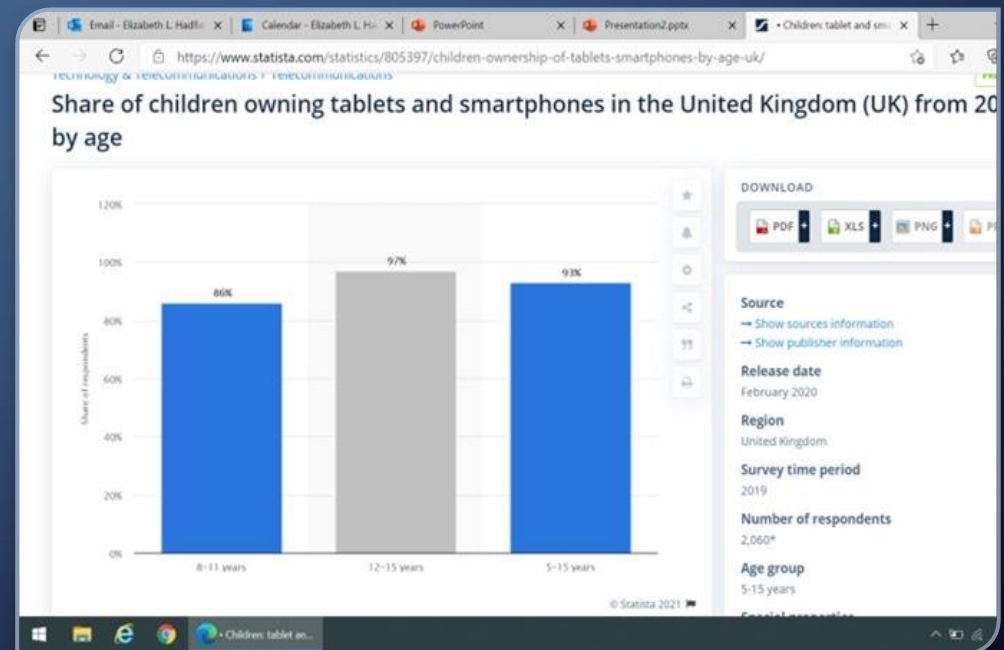 Email - Elizabeth L. Hadfie
Calendar - Elizabeth L. Ha
PowerPoint
Presentation2.pptx
• Children: tablet and sma
https://www.statista.com/statistics/805397/children-ownership-of-tablets-smartphones-by-age-uk/
Technology & Telecommunications › Telecommunications
Share of children owning tablets and smartphones in the United Kingdom (UK) from 20
by age
120%
100%
80%
60%
40%
20%
0%
Share of respondents
86%
97%
93%
8-11 years
12-15 years
5-15 years
© Statista 2021
DOWNLOAD
PDF +
XLS +
PNG +
Source
→ Show sources information
→ Show publisher information
Release date
February 2020
Region
United Kingdom
Survey time period
2019
Number of respondents
2,060*
Age group
5-15 years
Special properties
• Children: tablet an...